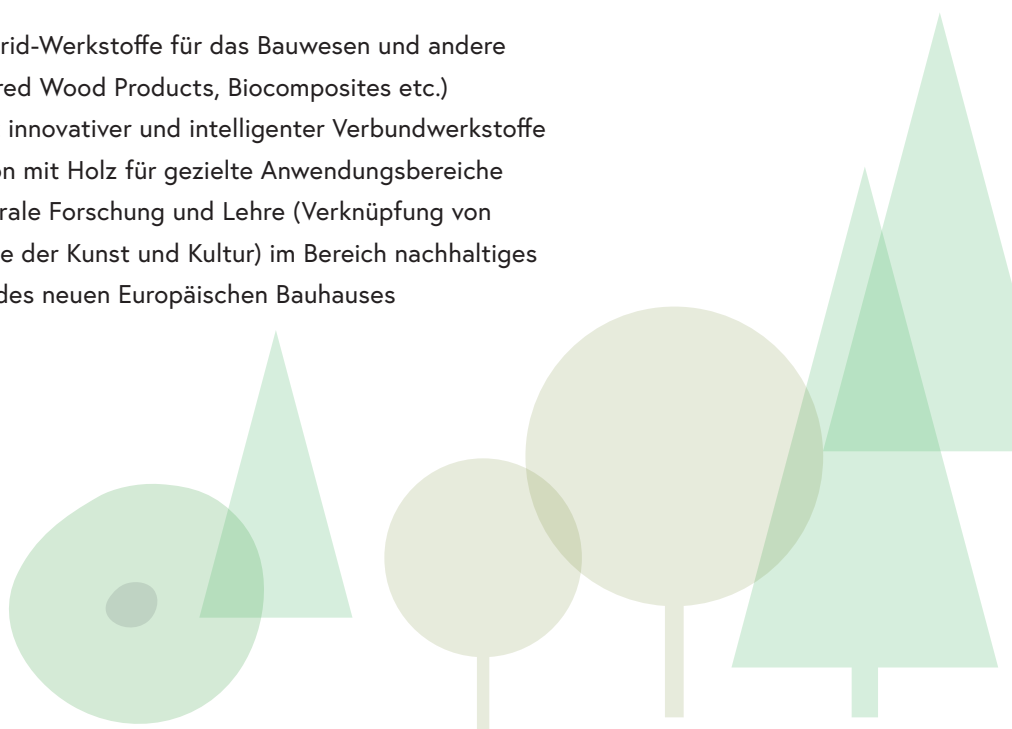 rid-Werkstoffe für das Bauwesen und andere
red Wood Products, Biocomposites etc.)
innovativer und intelligenter Verbundwerkstoffe
on mit Holz für gezielte Anwendungsbereiche
rale Forschung und Lehre (Verknüpfung von
e der Kunst und Kultur) im Bereich nachhaltiges
des neuen Europäischen Bauhauses